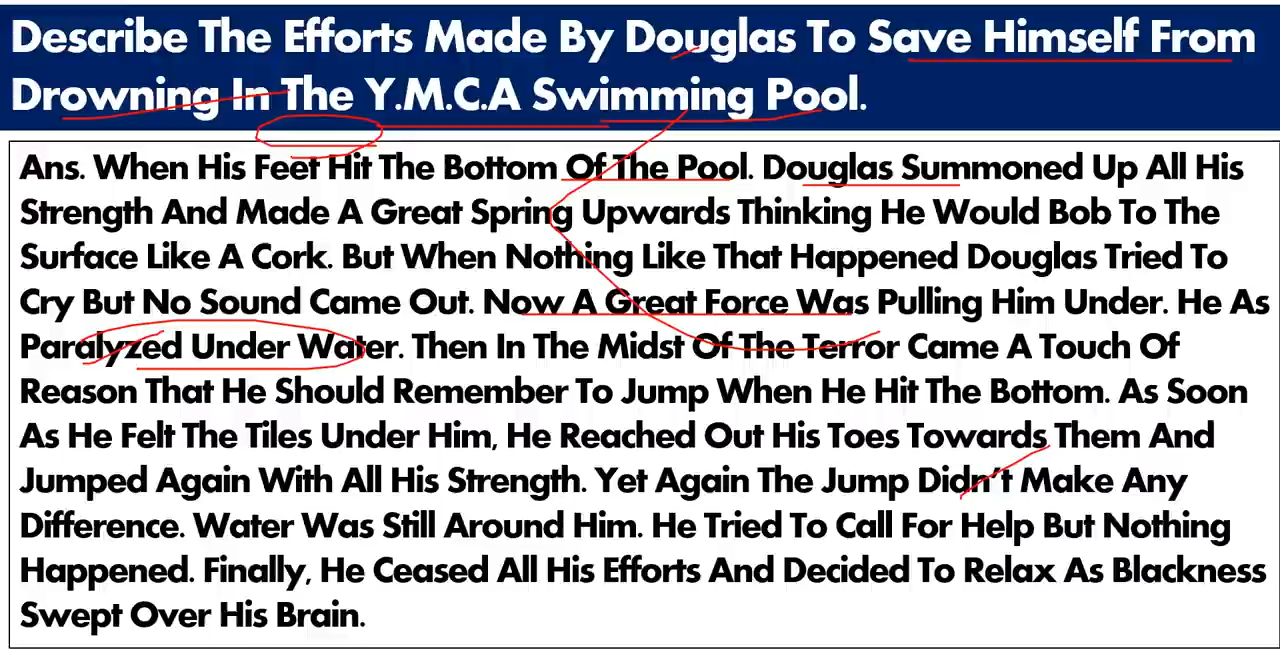 Describe The Efforts Made By Douglas To Save Himself From
Drowning In The Y.M.C.A Swimming Pool.
Ans. When His Feet Hit The Bottom Of The Pool. Douglas Summoned Up All His
Strength And Made A Great Spring Upwards Thinking He Would Bob To The
Surface Like A Cork. But When Nothing Like That Happened Douglas Tried To
Cry But No Sound Came Out. Now A Great Force Was Pulling Him Under. He As
Paralyzed Under Water. Then In The Midst Of The Terror Came A Touch Of
Reason That He Should Remember To Jump When He Hit The Bottom. As Soon
As He Felt The Tiles Under Him, He Reached Out His Toes Towards Them And
Jumped Again With All His Strength. Yet Again The Jump Didn't Make Any
Difference. Water Was Still Around Him. He Tried To Call For Help But Nothing
Happened. Finally, He Ceased All His Efforts And Decided To Relax As Blackness
Swept Over His Brain.